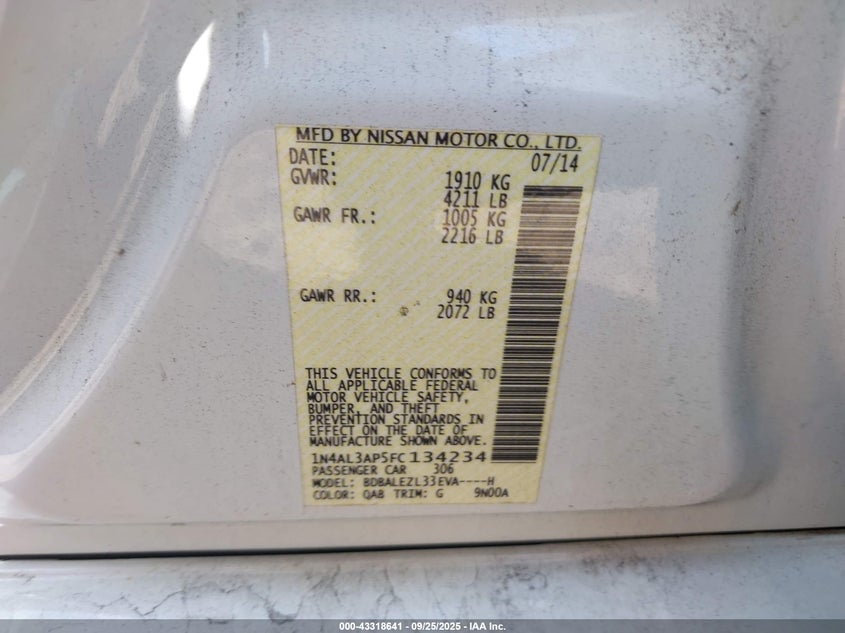 MFD BY NISSAN MOTOR CO., LTD.
DATE: 07/14
GVWR: 1910 KG
4211 LB
GAWR FR.: 1005 KG
2216 LB
GAWR RR.: 940 KG
2072 LB
THIS VEHICLE CONFORMS TO
ALL APPLICABLE FEDERAL
MOTOR VEHICLE SAFETY,
BUMPER, AND THEFT
PREVENTION STANDARDS IN
EFFECT ON THE DATE OF
MANUFACTURE SHOWN ABOVE.
1N4AL3AP5FC134234
PASSENGER CAR 306
MODEL: BDBALEZL33EVA----H
COLOR: QAB TRIM: G 9N00A
000-43318641 - 09/25/2025 - IAA Inc.